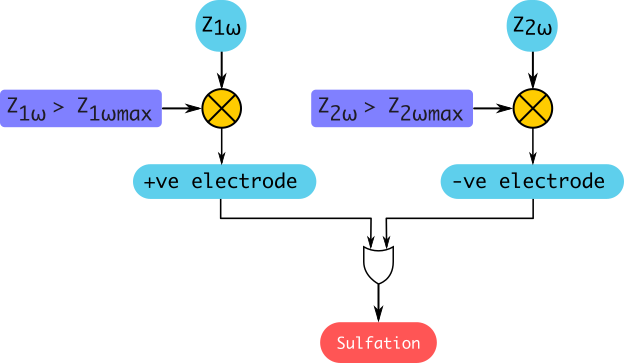 Z1ω
Z2ω
Z1ω > Z1ωmax
Z2ω > Z2ωmax
+ve electrode
-ve electrode
Sulfation